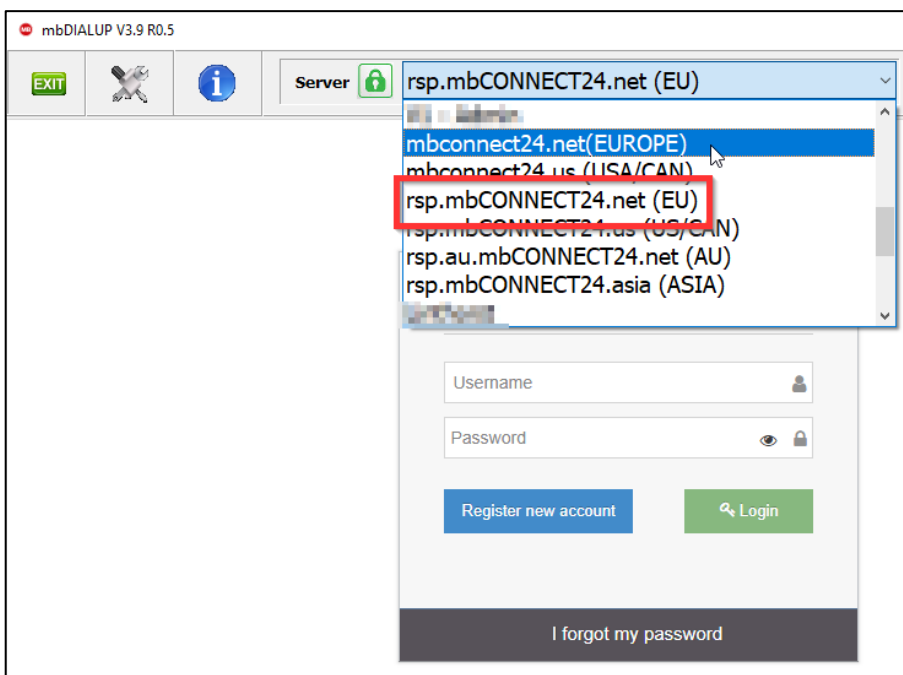 mbDIALUP V3.9 R0.5
EXIT
Server rsp.mbCONNECT24.net (EU)
mbconnect24.net(EUROPE)
mbconnect24.us (USA/CAN)
rsp.mbCONNECT24.net (EU)
rsp.mbCONNECT24.us (US/CAN)
rsp.au.mbCONNECT24.net (AU)
rsp.mbCONNECT24.asia (ASIA)
Username
Password
Register new account Login
I forgot my password